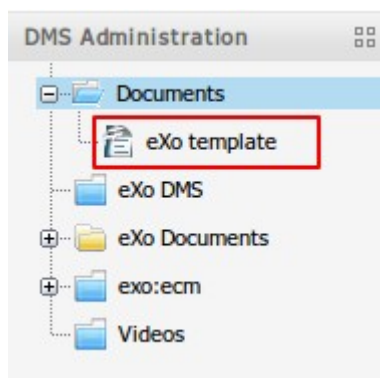 DMS Administration
Documents
eXo template
eXo DMS
eXo Documents
exo:ecm
Videos